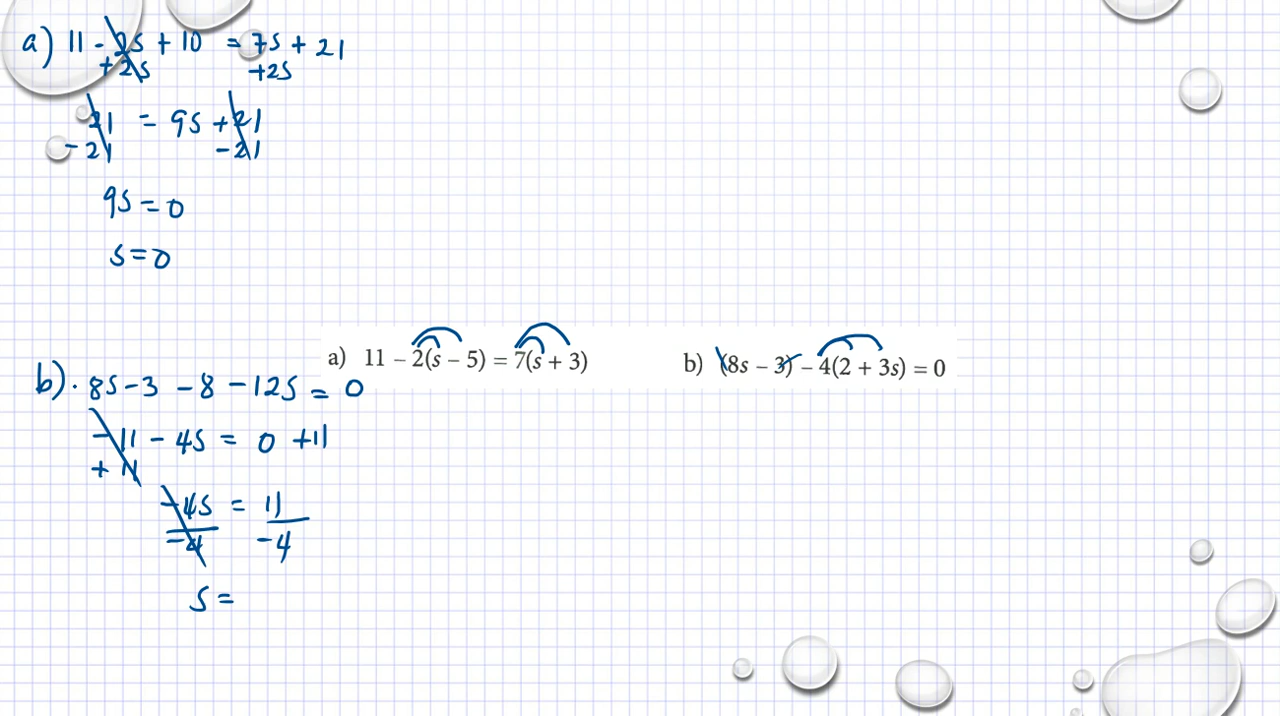 a) 11 - 2s + 10 = 7s + 21
+2s +2s
21 = 9s + 21
- 21 - 21
9s = 0
s = 0
a) 11 − 2(s − 5) = 7(s + 3)
b) (8s − 3) − 4(2 + 3s) = 0
b). 8s - 3 - 8 - 12s = 0
- 11 - 4s = 0 + 11
+ 11
-4s = 11
-4 -4
s =